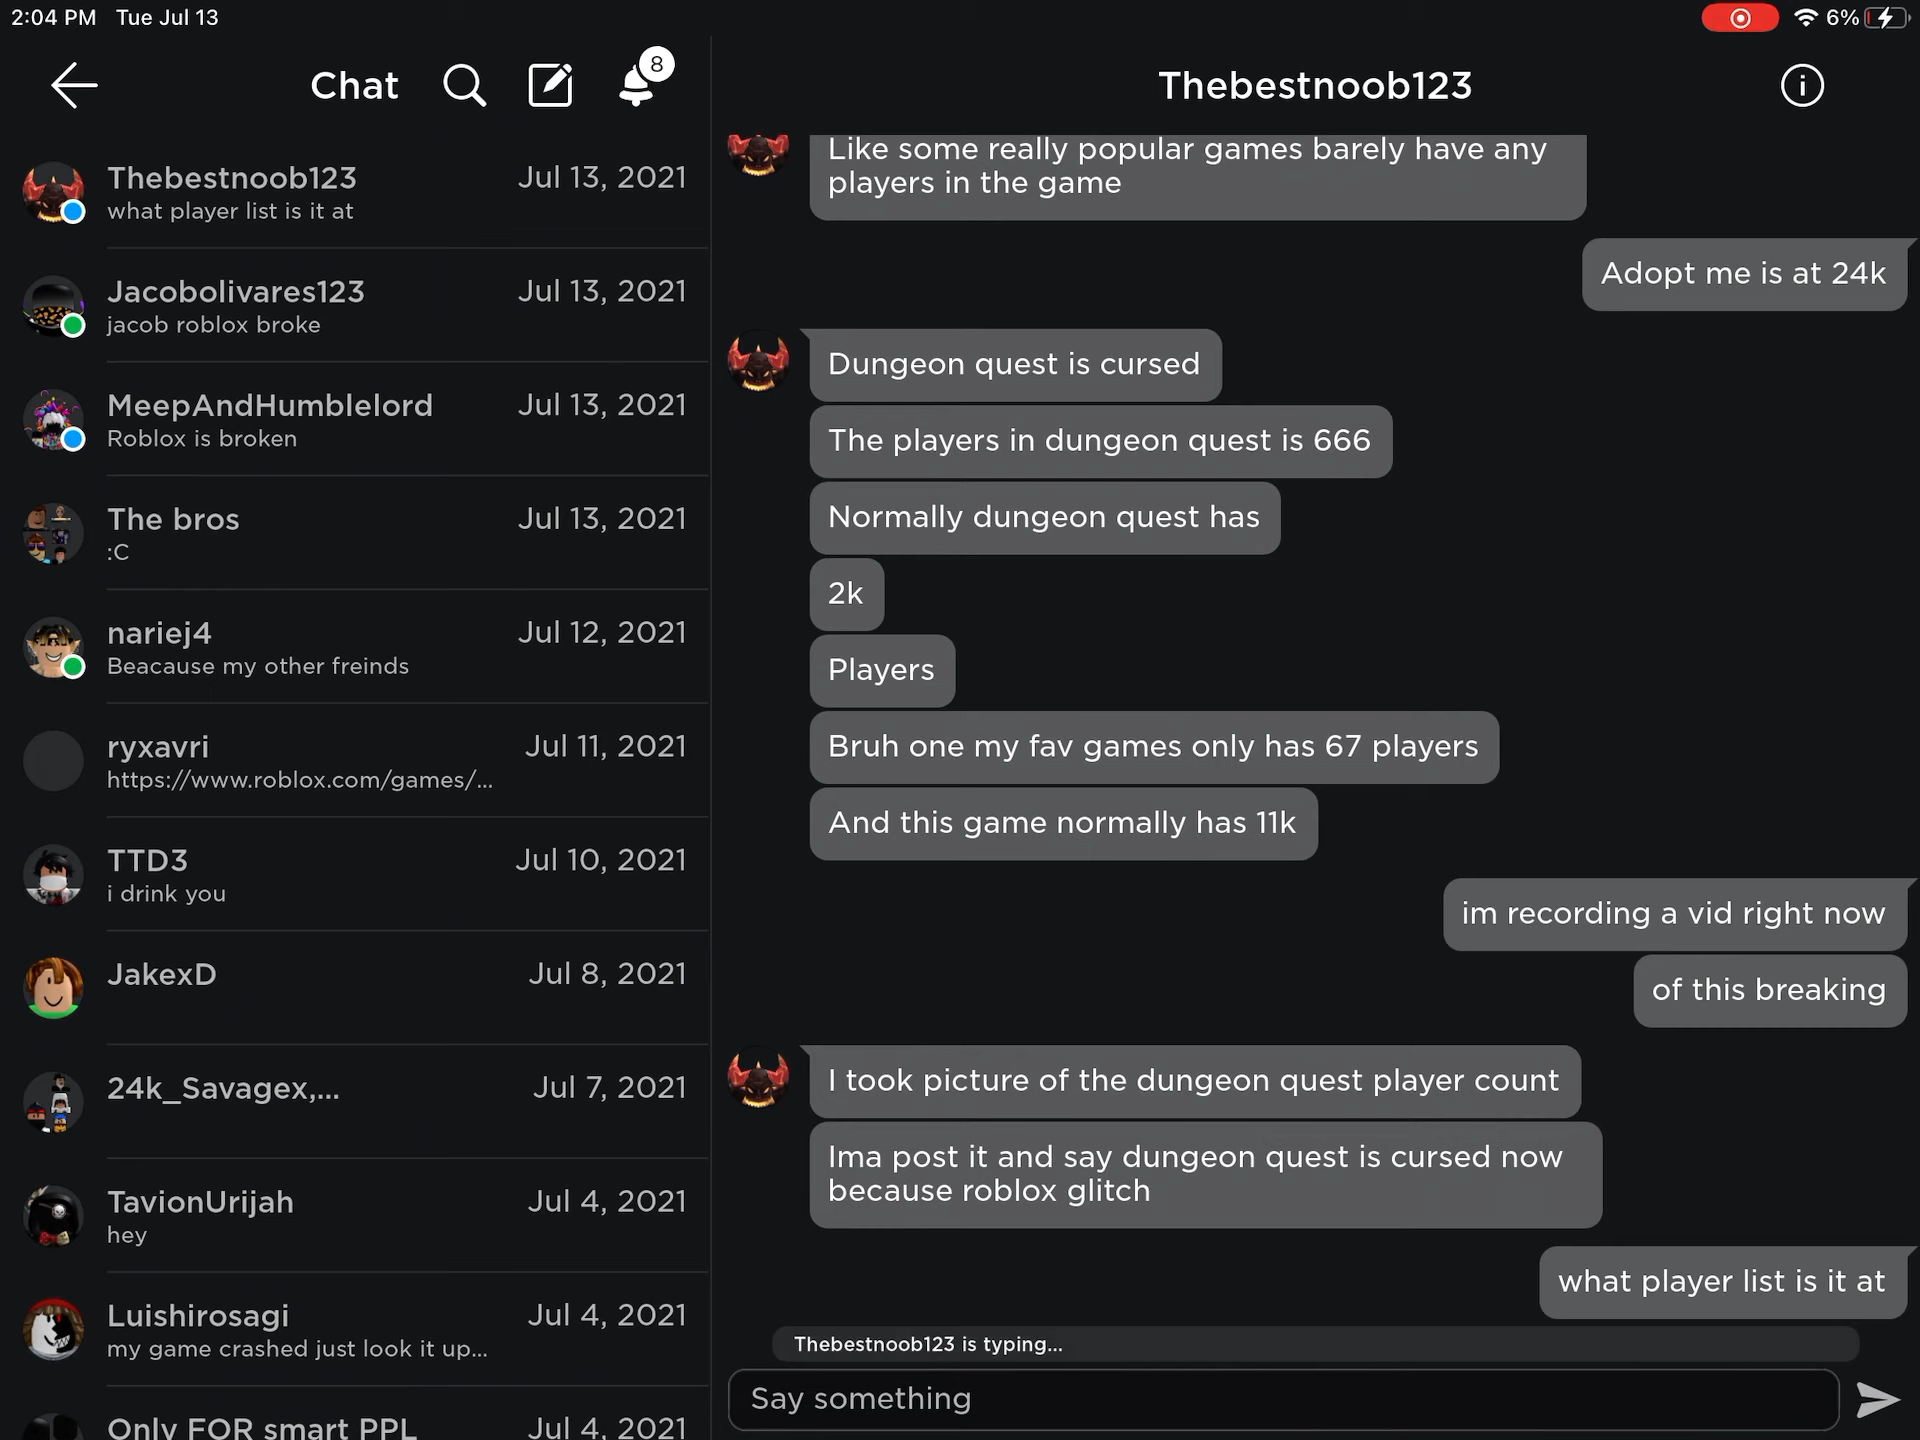 2:04 PM Tue Jul 13
6%
Chat
8
Thebestnoob123
Thebestnoob123 Jul 13, 2021
what player list is it at
Jacobolivares123 Jul 13, 2021
jacob roblox broke
MeepAndHumblelord Jul 13, 2021
Roblox is broken
The bros Jul 13, 2021
:C
nariej4 Jul 12, 2021
Beacause my other freinds
ryxavri Jul 11, 2021
https://www.roblox.com/games/...
TTD3 Jul 10, 2021
i drink you
JakexD Jul 8, 2021
24k_Savagex,... Jul 7, 2021
TavionUrijah Jul 4, 2021
hey
Luishirosagi Jul 4, 2021
my game crashed just look it up...
Only FOR smart PPL Jul 4, 2021
Like some really popular games barely have any
players in the game
Adopt me is at 24k
Dungeon quest is cursed
The players in dungeon quest is 666
Normally dungeon quest has
2k
Players
Bruh one my fav games only has 67 players
And this game normally has 11k
im recording a vid right now
of this breaking
I took picture of the dungeon quest player count
Ima post it and say dungeon quest is cursed now
because roblox glitch
what player list is it at
Thebestnoob123 is typing...
Say something